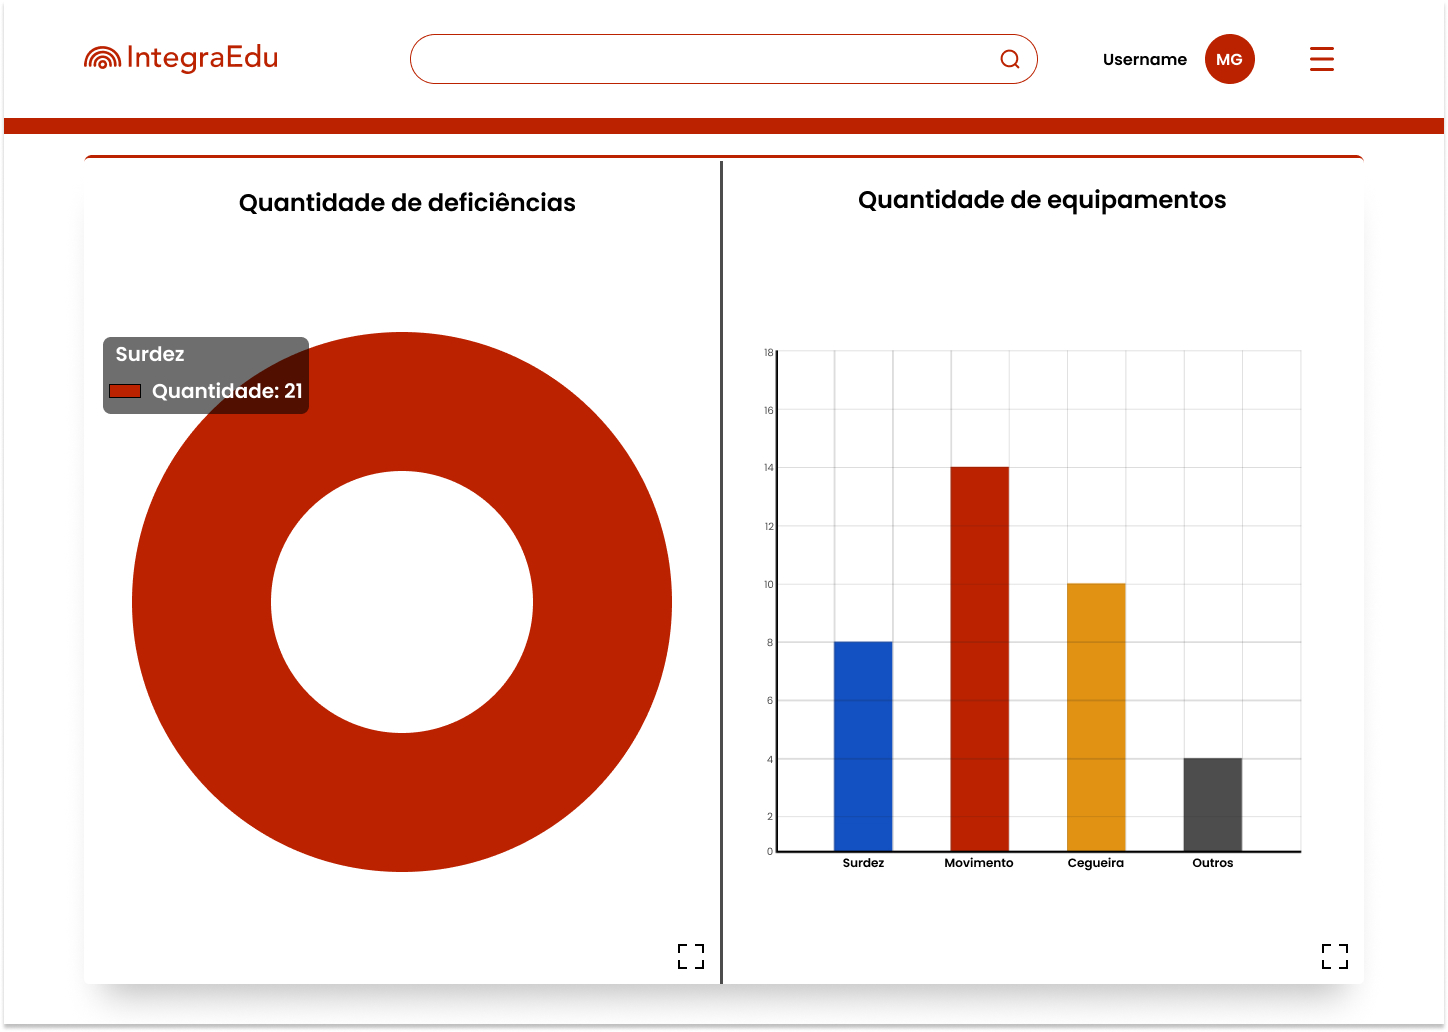 IntegraEdu
Username
MG
Quantidade de deficiências
Surdez
Quantidade: 21
Quantidade de equipamentos
18
16
14
12
10
8
6
4
2
0
Surdez Movimento Cegueira Outros